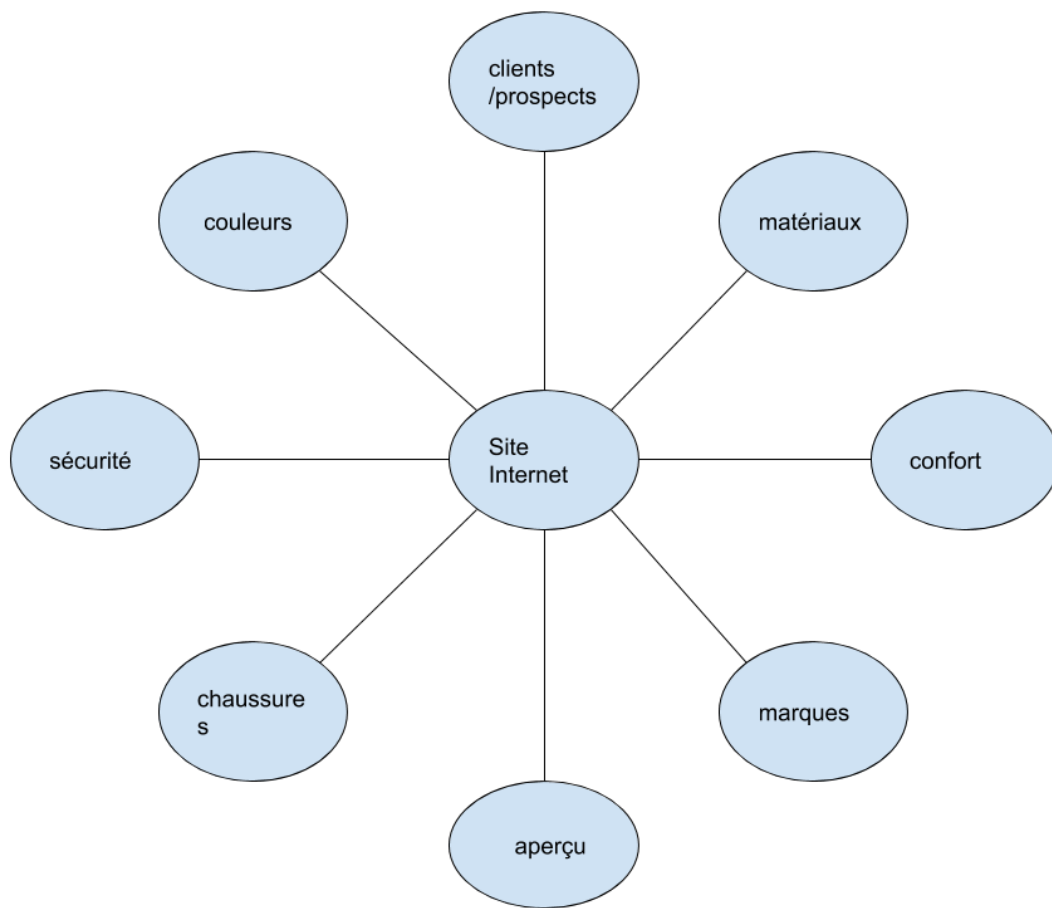 clients
/prospects
couleurs
matériaux
sécurité
Site
Internet
confort
chaussure
s
marques
aperçu